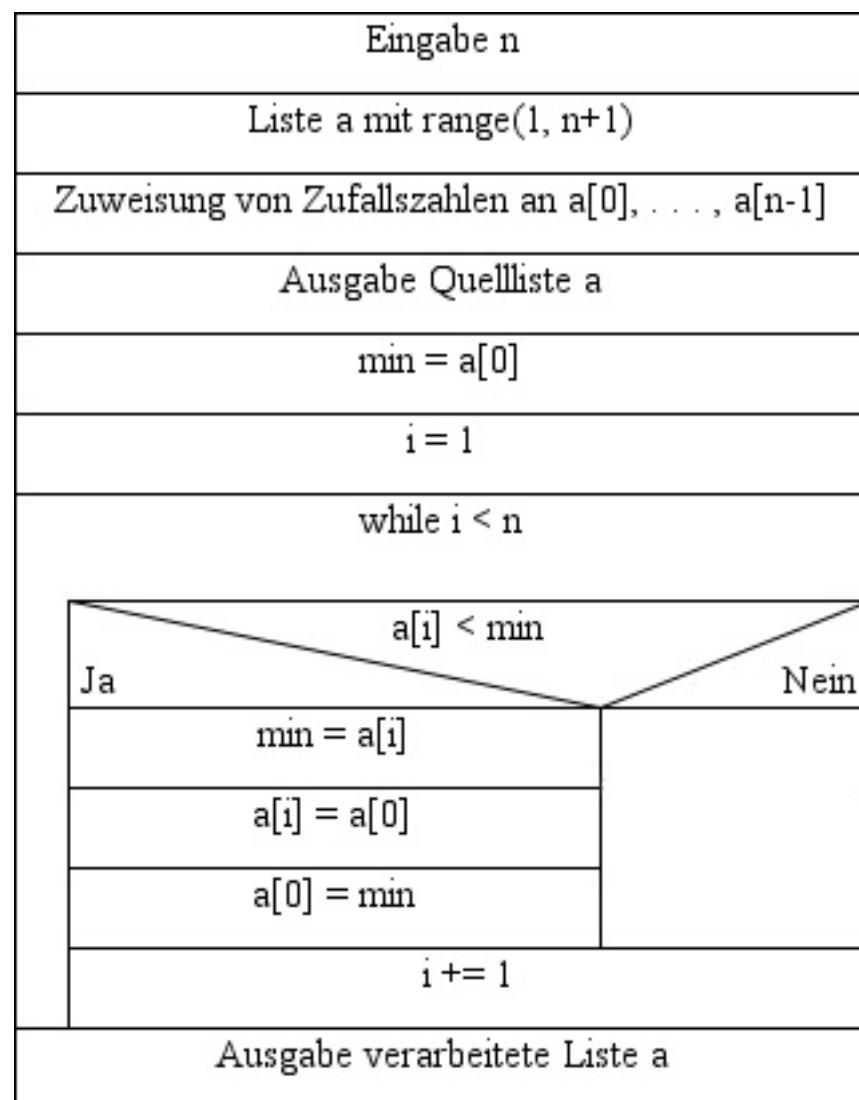 Eingabe n
Liste a mit range(1, n+1)
Zuweisung von Zufallszahlen an a[0], . . . , a[n-1]
Ausgabe Quellliste a
min = a[0]
i = 1
while i < n
a[i] < min
Ja
Nein
min = a[i]
a[i] = a[0]
a[0] = min
i += 1
Ausgabe verarbeitete Liste a